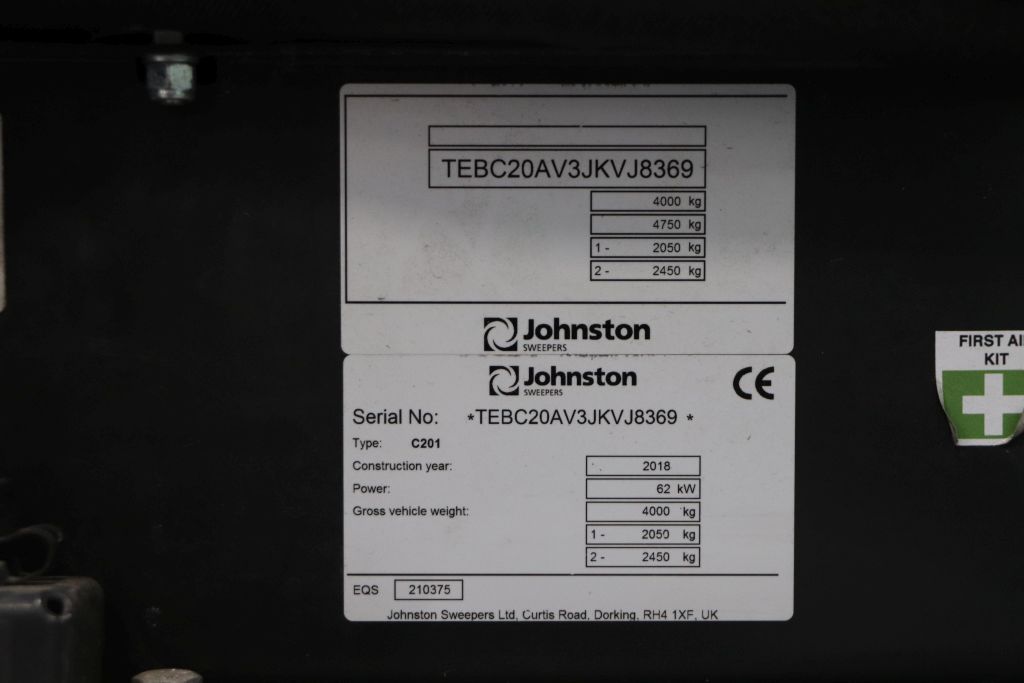 TEBC20AV3JKVJ8369
4000 kg
4750 kg
1 - 2050 kg
2 - 2450 kg
Johnston
SWEEPERS
Johnston
SWEEPERS
CE
Serial No: *TEBC20AV3JKVJ8369 *
Type: C201
Construction year: 2018
Power: 62 kW
Gross vehicle weight: 4000 kg
1 - 2050 kg
2 - 2450 kg
EQS 210375
Johnston Sweepers Ltd, Curtis Road, Dorking, RH4 1XF, UK
FIRST AI
KIT